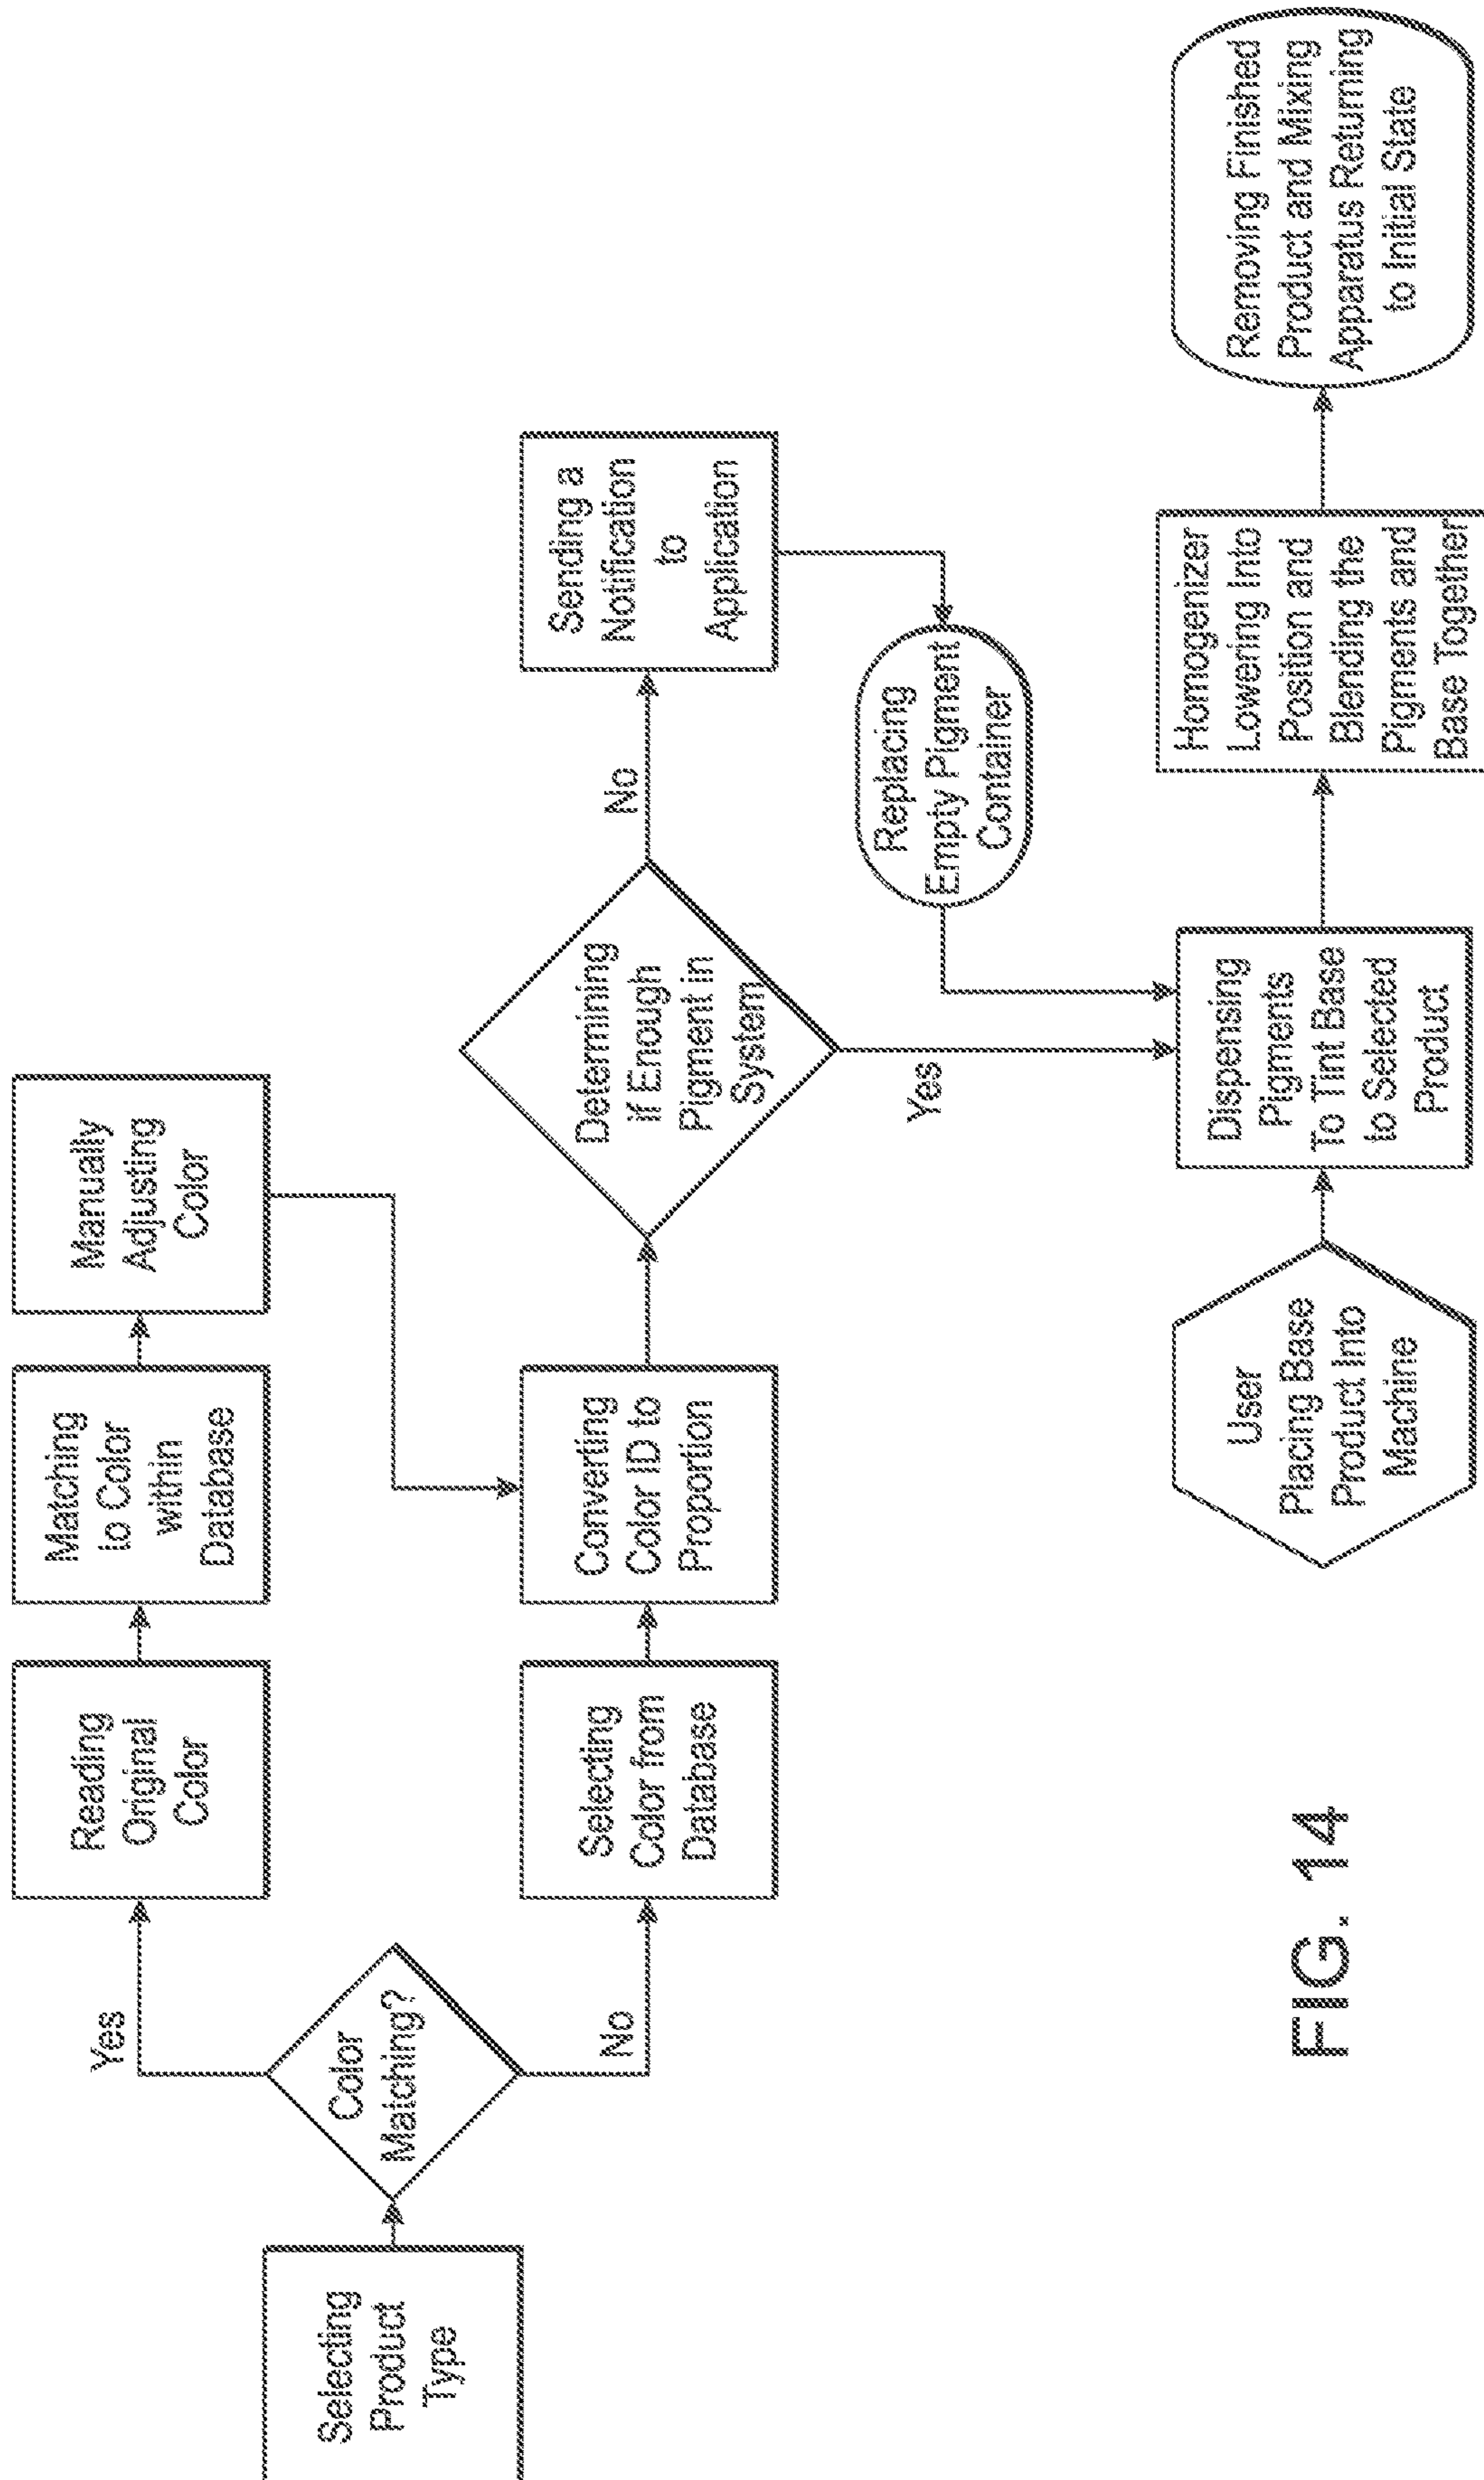 Selecting
Product
Type
Color
Matching?
Yes
Reading
Original
Color
Matching
to Color
within
Database
Manually
Adjusting
Color
No
Selecting
Color from
Database
Converting
Color ID to
Proportion
Determining
if Enough
Pigment in
System
No
Sending a
Notification
to
Application
Replacing
Empty Pigment
Container
Yes
User
Placing Base
Product Into
Machine
Dispensing
Pigments
To Tint Base
to Selected
Product
Homogenizer
Lowering Into
Position and
Blending the
Pigments and
Base Together
Removing Finished
Product and Mixing
Apparatus Returning
to Initial State
FIG. 14